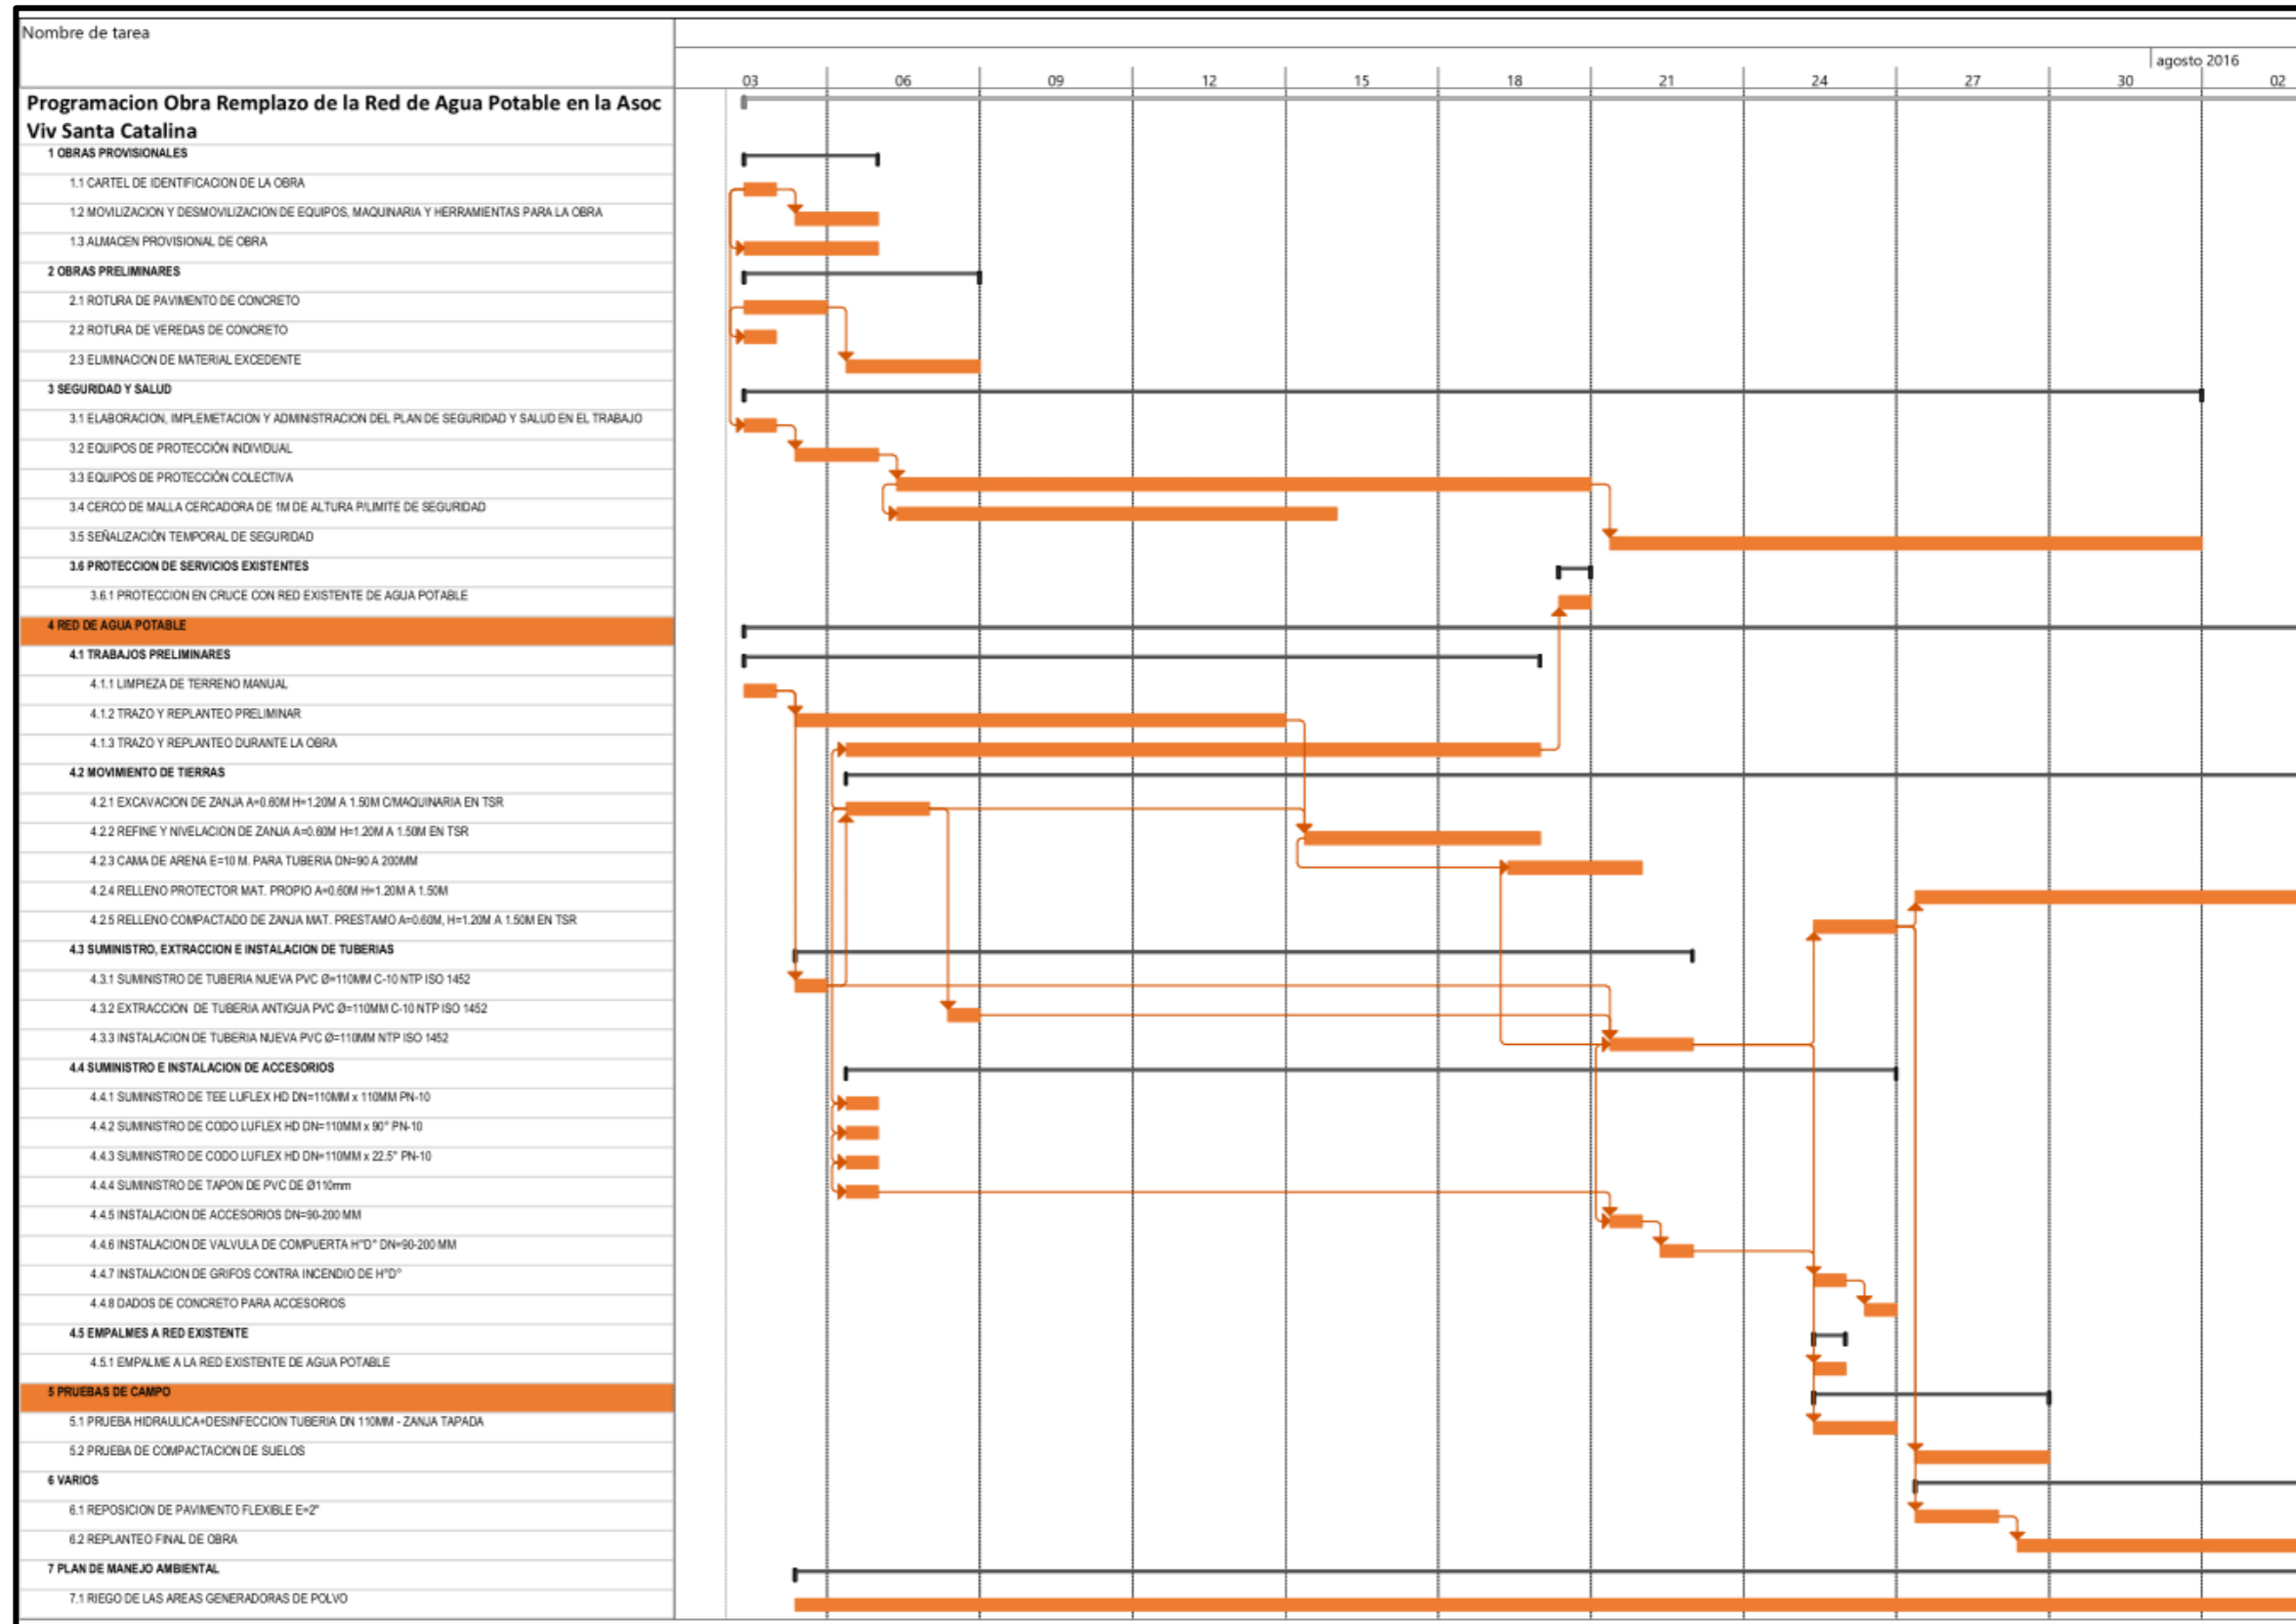 Nombre de tarea
agosto 2016
03 06 09 12 15 18 21 24 27 30 02
Programacion Obra Remplazo de la Red de Agua Potable en la Asoc
Viv Santa Catalina
1 OBRAS PROVISIONALES
1.1 CARTEL DE IDENTIFICACION DE LA OBRA
1.2 MOVILIZACION Y DESMOVILIZACION DE EQUIPOS, MAQUINARIA Y HERRAMIENTAS PARA LA OBRA
1.3 ALMACEN PROVISIONAL DE OBRA
2 OBRAS PRELIMINARES
2.1 ROTURA DE PAVIMENTO DE CONCRETO
2.2 ROTURA DE VEREDAS DE CONCRETO
2.3 ELIMINACION DE MATERIAL EXCEDENTE
3 SEGURIDAD Y SALUD
3.1 ELABORACION, IMPLEMETACION Y ADMINISTRACION DEL PLAN DE SEGURIDAD Y SALUD EN EL TRABAJO
3.2 EQUIPOS DE PROTECCIÓN INDIVIDUAL
3.3 EQUIPOS DE PROTECCIÓN COLECTIVA
3.4 CERCO DE MALLA CERCADORA DE 1M DE ALTURA P/LIMITE DE SEGURIDAD
3.5 SEÑALIZACIÓN TEMPORAL DE SEGURIDAD
3.6 PROTECCION DE SERVICIOS EXISTENTES
3.6.1 PROTECCION EN CRUCE CON RED EXISTENTE DE AGUA POTABLE
4 RED DE AGUA POTABLE
4.1 TRABAJOS PRELIMINARES
4.1.1 LIMPIEZA DE TERRENO MANUAL
4.1.2 TRAZO Y REPLANTEO PRELIMINAR
4.1.3 TRAZO Y REPLANTEO DURANTE LA OBRA
4.2 MOVIMIENTO DE TIERRAS
4.2.1 EXCAVACION DE ZANJA A=0.60M H=1.20M A 1.50M C/MAQUINARIA EN TSR
4.2.2 REFINE Y NIVELACION DE ZANJA A=0.60M H=1.20M A 1.50M EN TSR
4.2.3 CAMA DE ARENA E=10 M. PARA TUBERIA DN=90 A 200MM
4.2.4 RELLENO PROTECTOR MAT. PROPIO A=0.60M H=1.20M A 1.50M
4.2.5 RELLENO COMPACTADO DE ZANJA MAT. PRESTAMO A=0.60M, H=1.20M A 1.50M EN TSR
4.3 SUMINISTRO, EXTRACCION E INSTALACION DE TUBERIAS
4.3.1 SUMINISTRO DE TUBERIA NUEVA PVC Ø=110MM C-10 NTP ISO 1452
4.3.2 EXTRACCION DE TUBERIA ANTIGUA PVC Ø=110MM C-10 NTP ISO 1452
4.3.3 INSTALACION DE TUBERIA NUEVA PVC Ø=110MM NTP ISO 1452
4.4 SUMINISTRO E INSTALACION DE ACCESORIOS
4.4.1 SUMINISTRO DE TEE LUFLEX HD DN=110MM x 110MM PN-10
4.4.2 SUMINISTRO DE CODO LUFLEX HD DN=110MM x 90° PN-10
4.4.3 SUMINISTRO DE CODO LUFLEX HD DN=110MM x 22.5° PN-10
4.4.4 SUMINISTRO DE TAPON DE PVC DE Ø110mm
4.4.5 INSTALACION DE ACCESORIOS DN=90-200 MM
4.4.6 INSTALACION DE VALVULA DE COMPUERTA H°D° DN=90-200 MM
4.4.7 INSTALACION DE GRIFOS CONTRA INCENDIO DE H°D°
4.4.8 DADOS DE CONCRETO PARA ACCESORIOS
4.5 EMPALMES A RED EXISTENTE
4.5.1 EMPALME A LA RED EXISTENTE DE AGUA POTABLE
5 PRUEBAS DE CAMPO
5.1 PRUEBA HIDRAULICA+DESINFECCION TUBERIA DN 110MM - ZANJA TAPADA
5.2 PRUEBA DE COMPACTACION DE SUELOS
6 VARIOS
6.1 REPOSICION DE PAVIMENTO FLEXIBLE E=2"
6.2 REPLANTEO FINAL DE OBRA
7 PLAN DE MANEJO AMBIENTAL
7.1 RIEGO DE LAS AREAS GENERADORAS DE POLVO